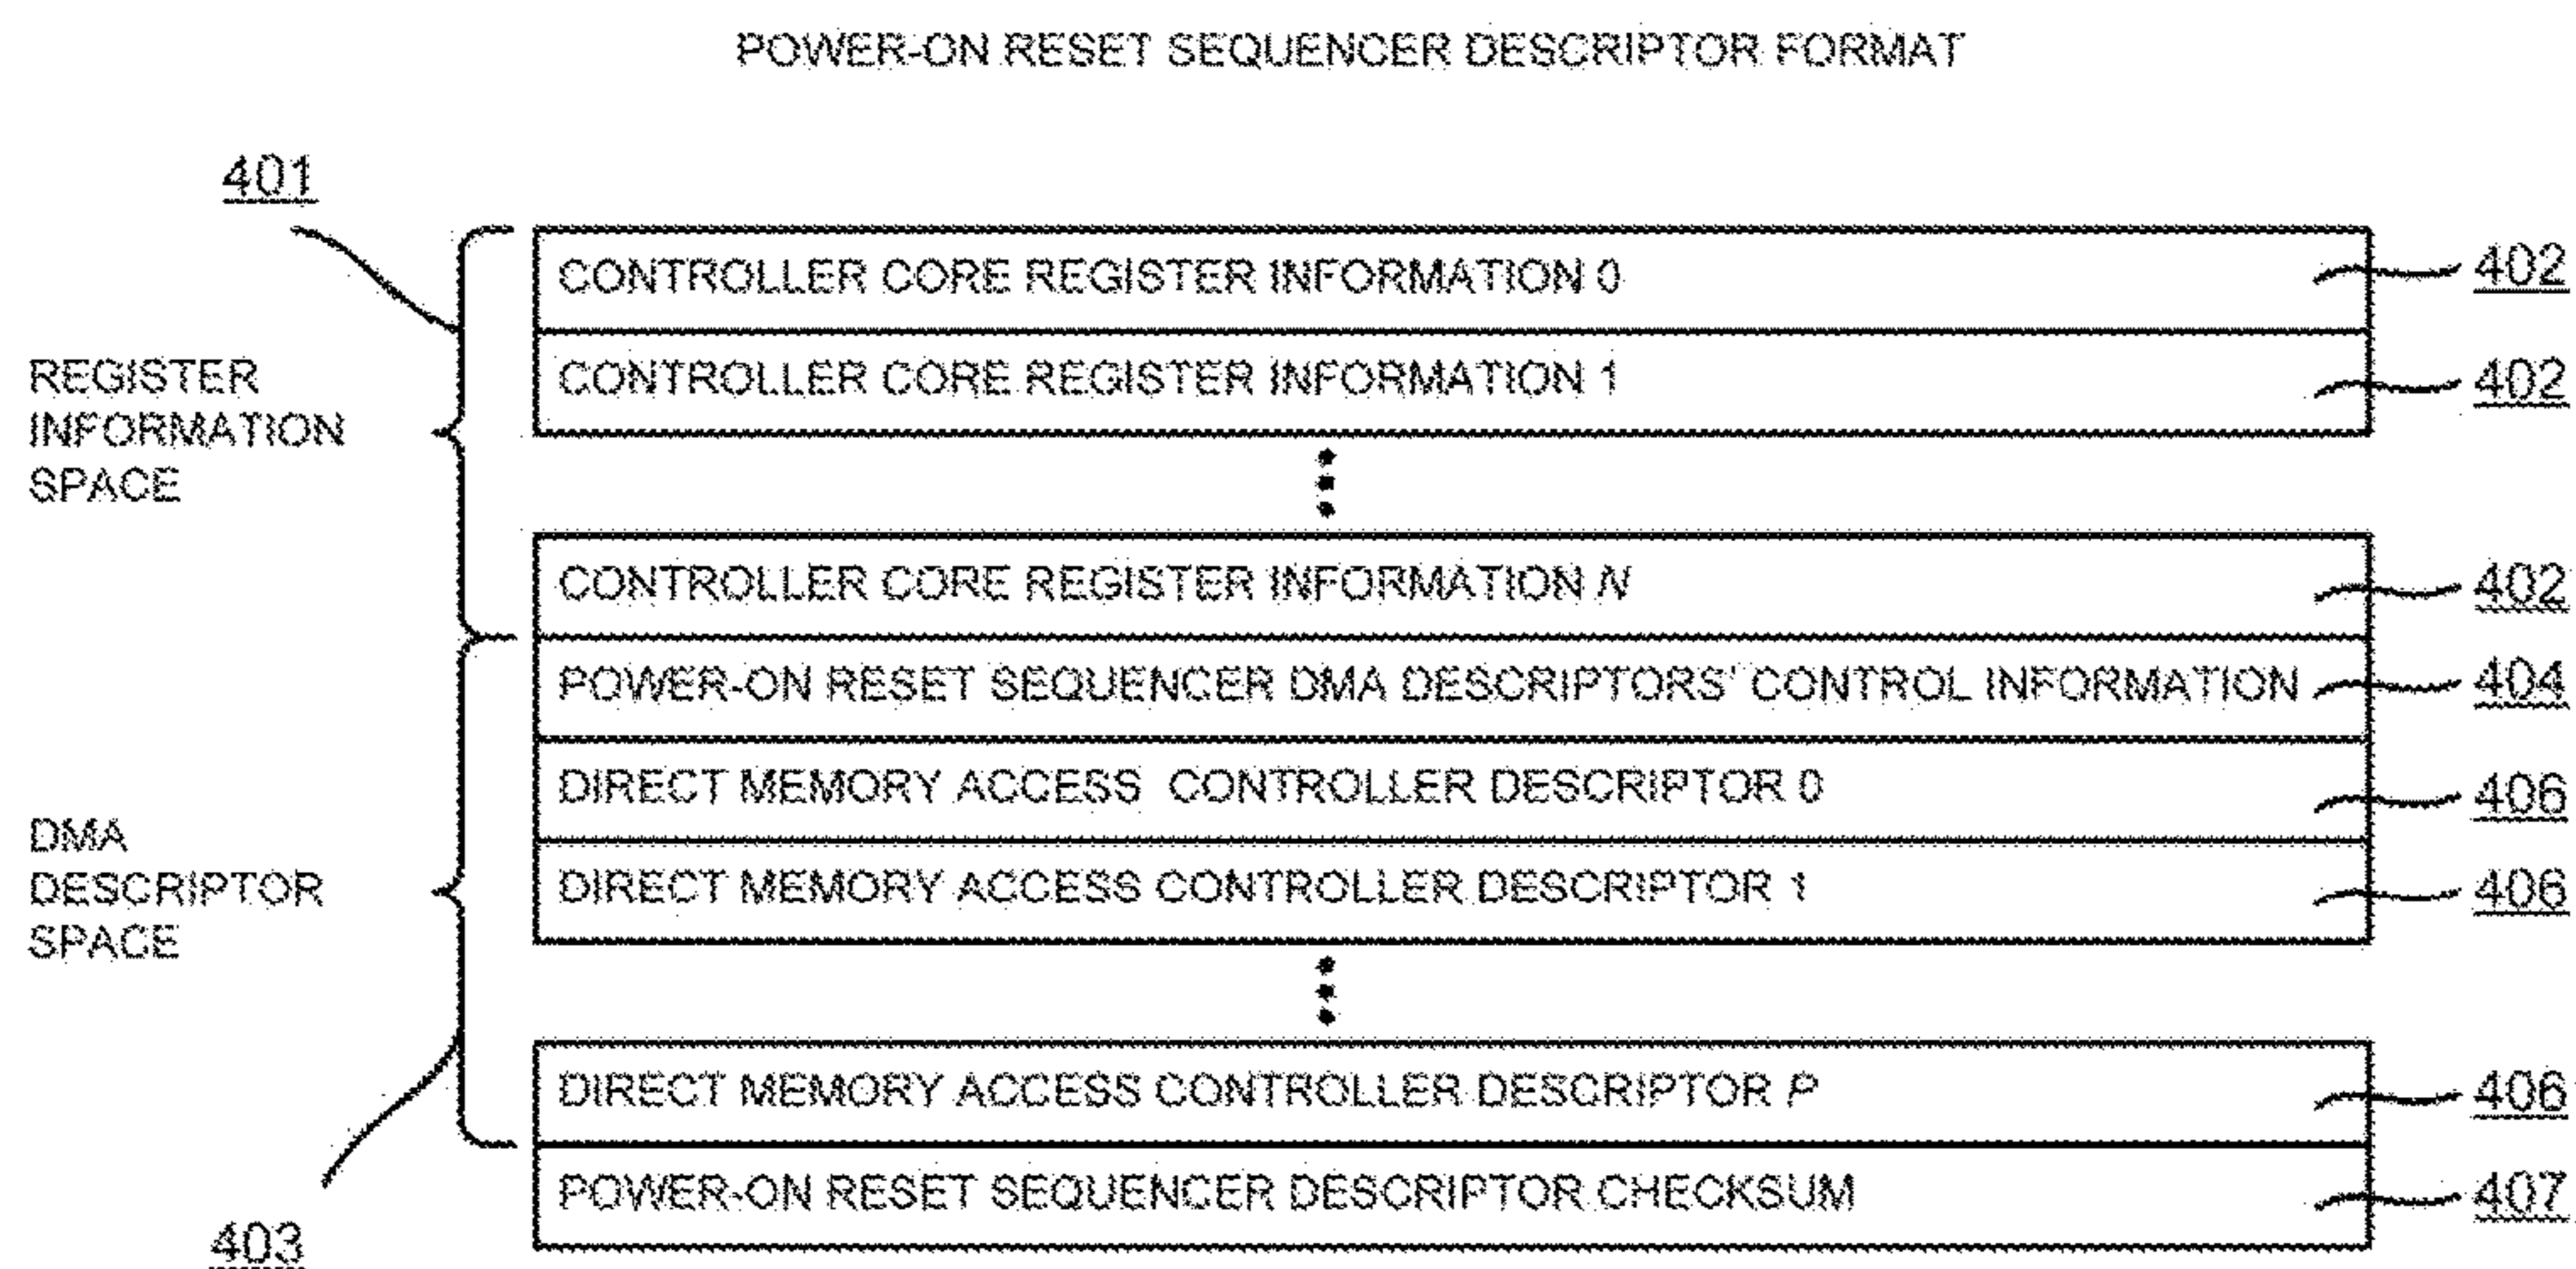 POWER-ON RESET SEQUENCER DESCRIPTOR FORMAT
401
CONTROLLER CORE REGISTER INFORMATION 0
402
CONTROLLER CORE REGISTER INFORMATION 1
402
REGISTER
INFORMATION
SPACE
CONTROLLER CORE REGISTER INFORMATION N
402
POWER-ON RESET SEQUENCER DMA DESCRIPTORS' CONTROL INFORMATION
404
DIRECT MEMORY ACCESS CONTROLLER DESCRIPTOR 0
406
DIRECT MEMORY ACCESS CONTROLLER DESCRIPTOR 1
406
DMA
DESCRIPTOR
SPACE
DIRECT MEMORY ACCESS CONTROLLER DESCRIPTOR P
406
POWER-ON RESET SEQUENCER DESCRIPTOR CHECKSUM
407
403